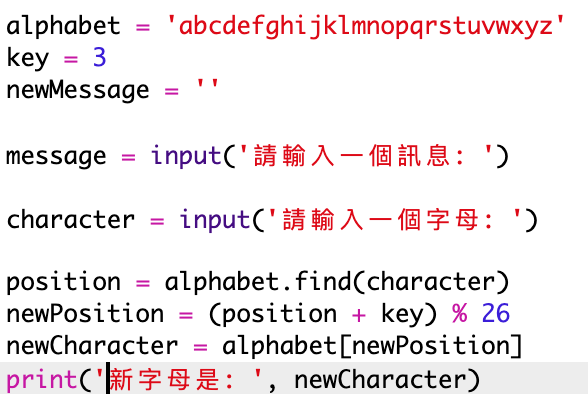 alphabet = 'abcdefghijklmnopqrstuvwxyz'
key = 3
newMessage = ''
message = input('請輸入一個訊息: ')
character = input('請輸入一個字母: ')
position = alphabet.find(character)
newPosition = (position + key) % 26
newCharacter = alphabet[newPosition]
print('新字母是: ', newCharacter)